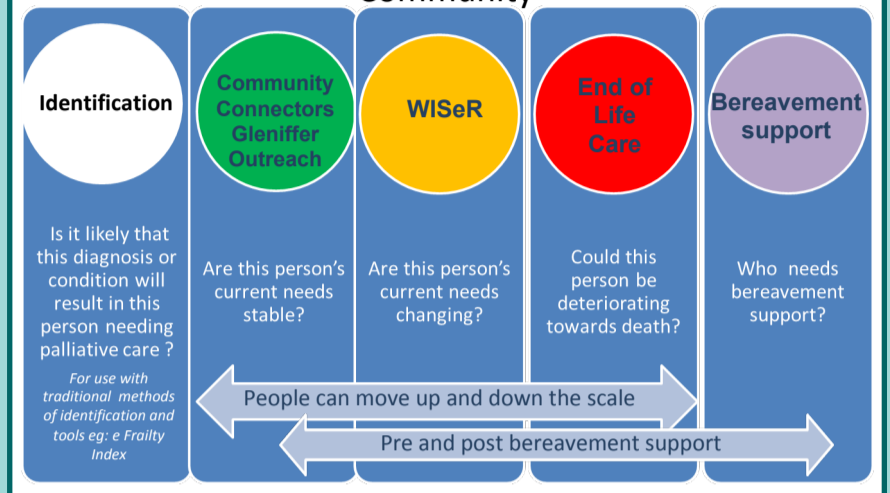 Community
Identification
Is it likely that
this diagnosis or
condition will
result in this
person needing
palliative care ?
For use with
traditional methods
of identification and
tools eg: e Frailty
Index
Community
Connectors
Gleniffer
Outreach
Are this person's
current needs
stable?
WISeR
Are this person's
current needs
changing?
End of
Life
Care
Could this
person be
deteriorating
towards death?
Bereavement
support
Who needs
bereavement
support?
People can move up and down the scale
Pre and post bereavement support